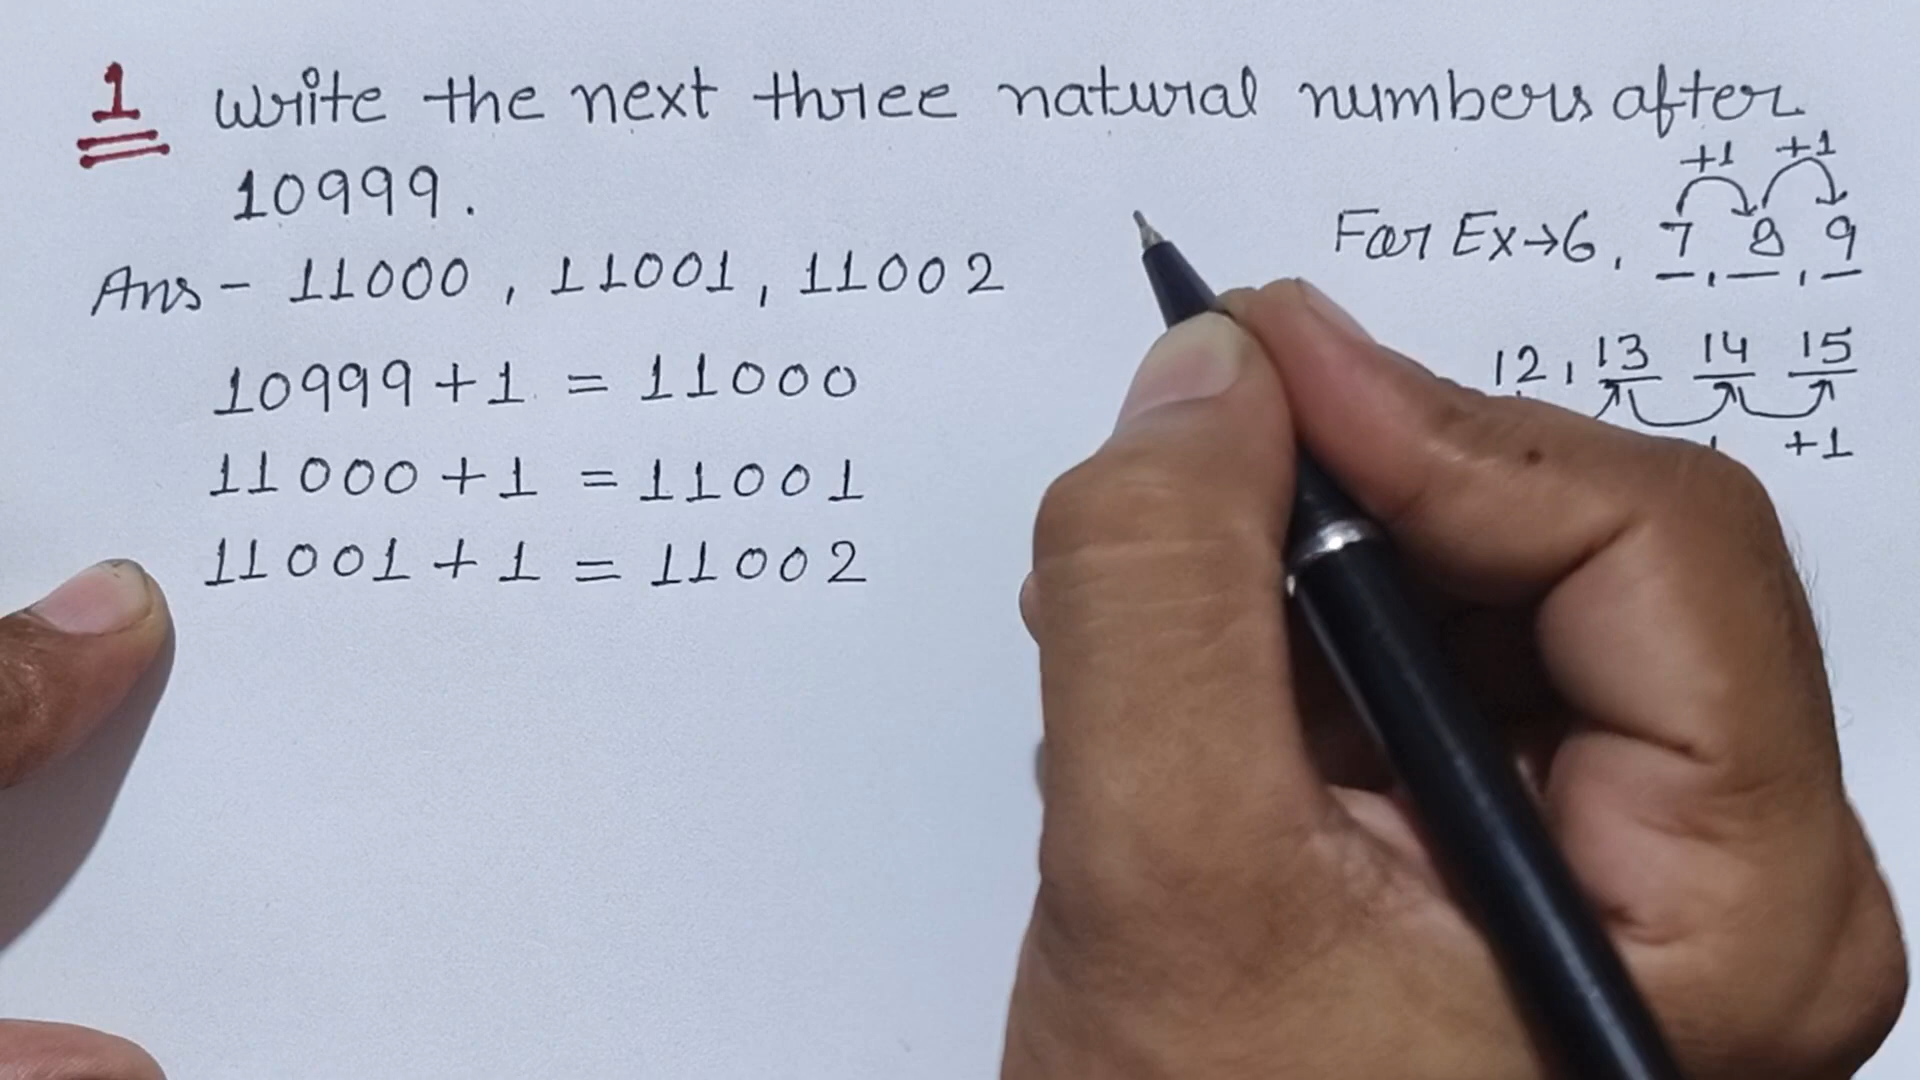 1 Write the next three natural numbers after
10999.
Ans - 11000, 11001, 11002
10999 + 1 = 11000
11000 + 1 = 11001
11001 + 1 = 11002
+1 +1
For Ex→6, 7, 8, 9
12, 13 14 15
+1